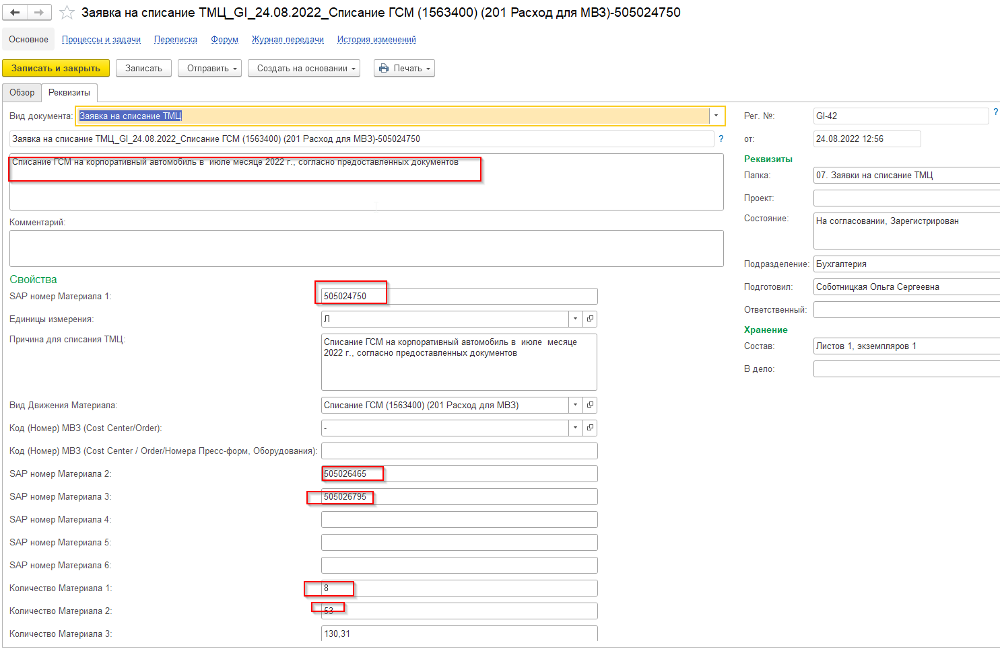 Заявка на списание ТМЦ_GI_24.08.2022_Списание ГСМ (1563400) (201 Расход для МВЗ)-505024750
Основное Процессы и задачи Переписка Форум Журнал передачи История изменений
Записать и закрыть Записать Отправить Создать на основании Печать
Обзор Реквизиты
Вид документа: Заявка на списание ТМЦ
Заявка на списание ТМЦ_GI_24.08.2022_Списание ГСМ (1563400) (201 Расход для МВЗ)-505024750 ?
Списание ГСМ на корпоративный автомобиль в июле месяце 2022 г., согласно предоставленных документов
Комментарий:
Свойства
SAP номер Материала 1: 505024750
Единицы измерения: Л
Причина для списания ТМЦ: Списание ГСМ на корпоративный автомобиль в июле месяце
2022 г., согласно предоставленных документов
Вид Движения Материала: Списание ГСМ (1563400) (201 Расход для МВЗ)
Код (Номер) МВЗ (Cost Center/Order): -
Код (Номер) МВЗ (Cost Center / Order/Номера Пресс-форм, Оборудования):
SAP номер Материала 2: 505026465
SAP номер Материала 3: 505026795
SAP номер Материала 4:
SAP номер Материала 5:
SAP номер Материала 6:
Количество Материала 1: 8
Количество Материала 2: 53
Количество Материала 3: 130,31
Рег. №: GI-42 ?
от: 24.08.2022 12:56
Реквизиты
Папка: 07. Заявки на списание ТМЦ
Проект:
Состояние: На согласовании, Зарегистрирован
Подразделение: Бухгалтерия
Подготовил: Соботницкая Ольга Сергеевна
Ответственный:
Хранение
Состав: Листов 1, экземпляров 1
В дело: